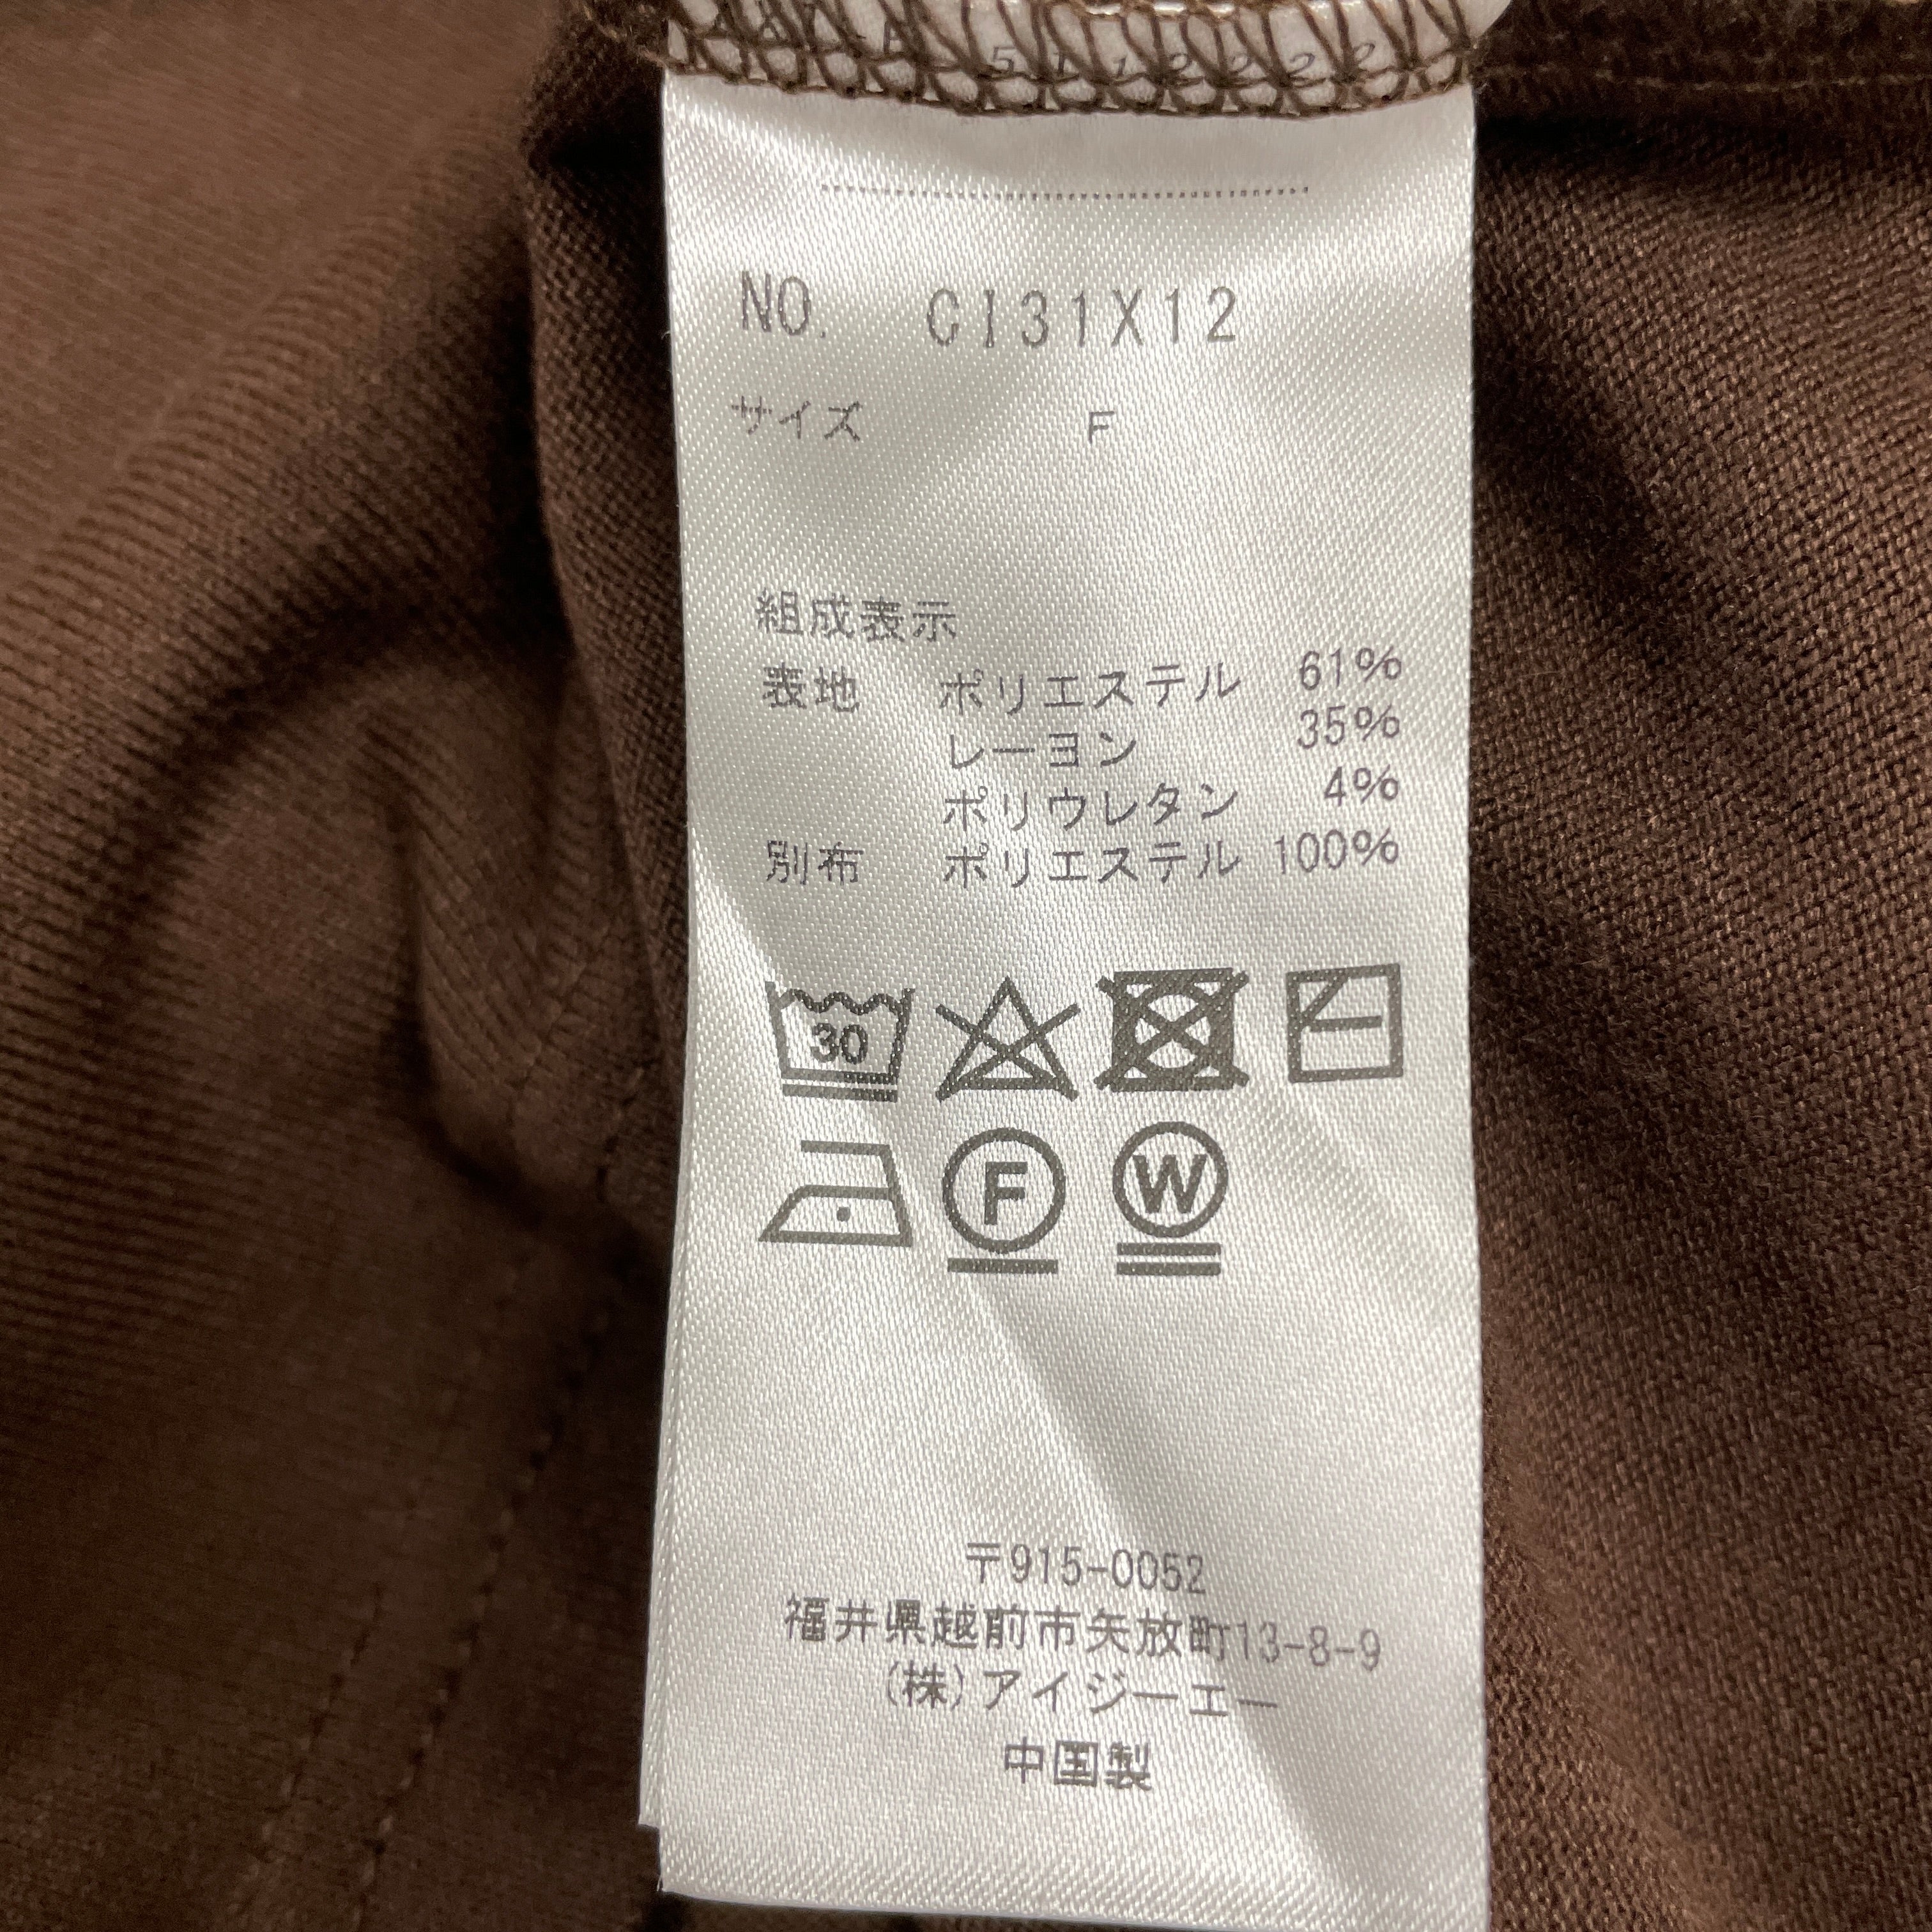 NO. CI31X12
サイズ F
組成表示
表地 ポリエステル 61%
レーヨン 35%
ポリウレタン 4%
別布 ポリエステル 100%
30
F W
〒915-0052
福井県越前市矢放町13-8-9
(株)アイジーエー
中国製